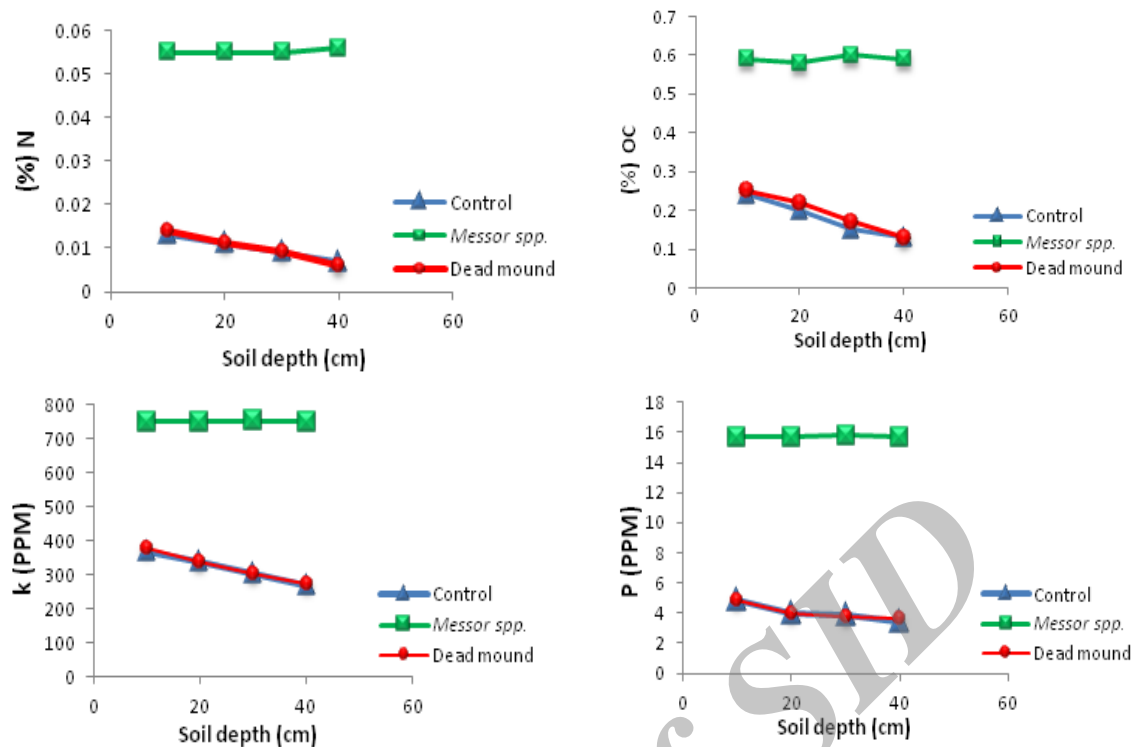 (%) N
0.06
0.05
0.04
0.03
0.02
0.01
0
0 20 40 60
Soil depth (cm)
Control
Messor spp.
Dead mound
(%) OC
0.7
0.6
0.5
0.4
0.3
0.2
0.1
0.0
0 20 40 60
Soil depth (cm)
Control
Messor spp.
Dead mound
k (PPM)
800
700
600
500
400
300
200
100
0
0 20 40 60
Soil depth (cm)
Control
Messor spp.
Dead mound
P (PPM)
18
16
14
12
10
8
6
4
2
0
0 20 40 60
Soil depth (cm)
Control
Messor spp.
Dead mound
SID